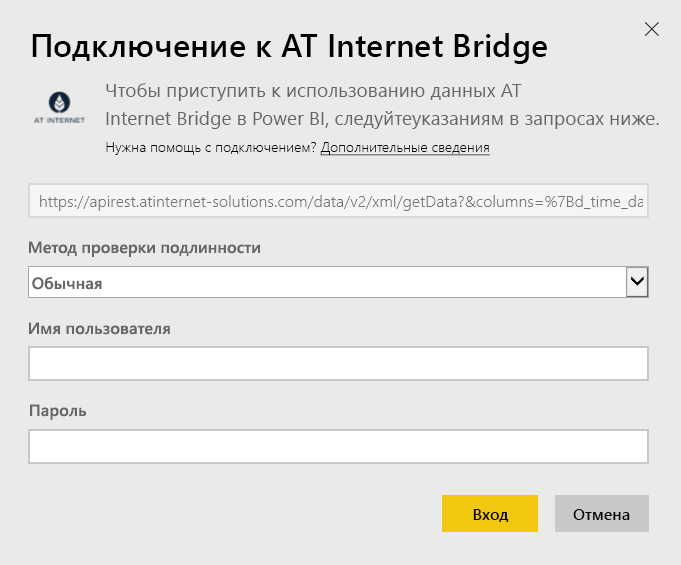 Подключение к AT Internet Bridge
Чтобы приступить к использованию данных AT
Internet Bridge в Power BI, следуйтеуказаниям в запросах ниже.
AT INTERNET
Нужна помощь с подключением? Дополнительные сведения
https://apirest.atinternet-solutions.com/data/v2/xml/getData?&columns=%7Bd_time_da
Метод проверки подлинности
Обычная
Имя пользователя
Пароль
Вход
Отмена